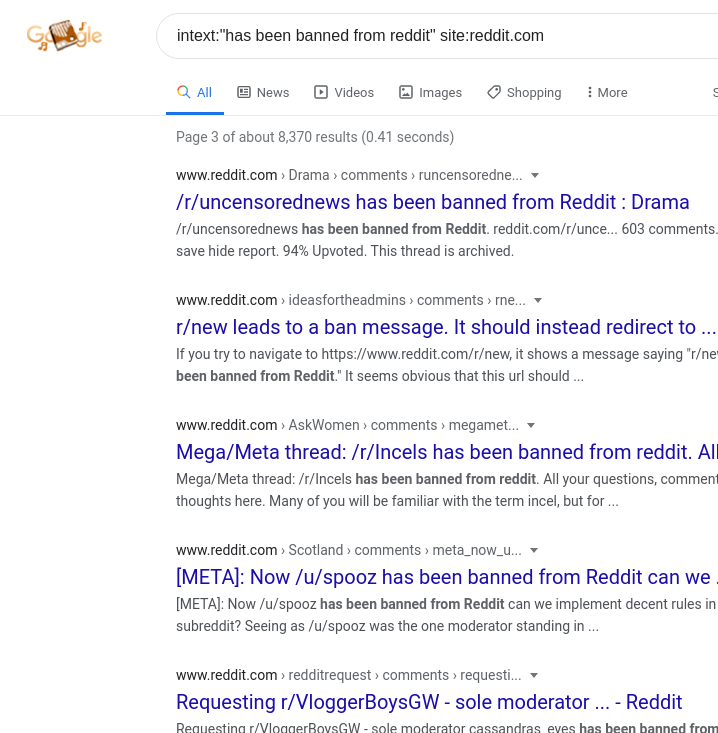 Google
intext:"has been banned from reddit" site:reddit.com
All News Videos Images Shopping More S
Page 3 of about 8,370 results (0.41 seconds)
www.reddit.com › Drama › comments › runcensoredne...
/r/uncensorednews has been banned from Reddit : Drama
/r/uncensorednews has been banned from Reddit. reddit.com/r/unce... 603 comments.
save hide report. 94% Upvoted. This thread is archived.
www.reddit.com › ideasfortheadmins › comments › rne...
r/new leads to a ban message. It should instead redirect to ...
If you try to navigate to https://www.reddit.com/r/new, it shows a message saying "r/new
been banned from Reddit." It seems obvious that this url should ...
www.reddit.com › AskWomen › comments › megamet...
Mega/Meta thread: /r/Incels has been banned from reddit. All
Mega/Meta thread: /r/Incels has been banned from reddit. All your questions, comment
thoughts here. Many of you will be familiar with the term incel, but for ...
www.reddit.com › Scotland › comments › meta_now_u...
[META]: Now /u/spooz has been banned from Reddit can we .
[META]: Now /u/spooz has been banned from Reddit can we implement decent rules in
subreddit? Seeing as /u/spooz was the one moderator standing in ...
www.reddit.com › redditrequest › comments › requesti...
Requesting r/VloggerBoysGW - sole moderator ... - Reddit
Requesting r/VloggerBoysGW - sole moderator cassandras_eyes has been banned from